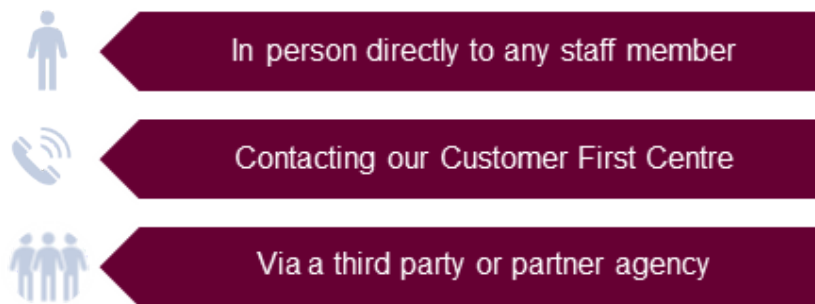 In person directly to any staff member
Contacting our Customer First Centre
Via a third party or partner agency